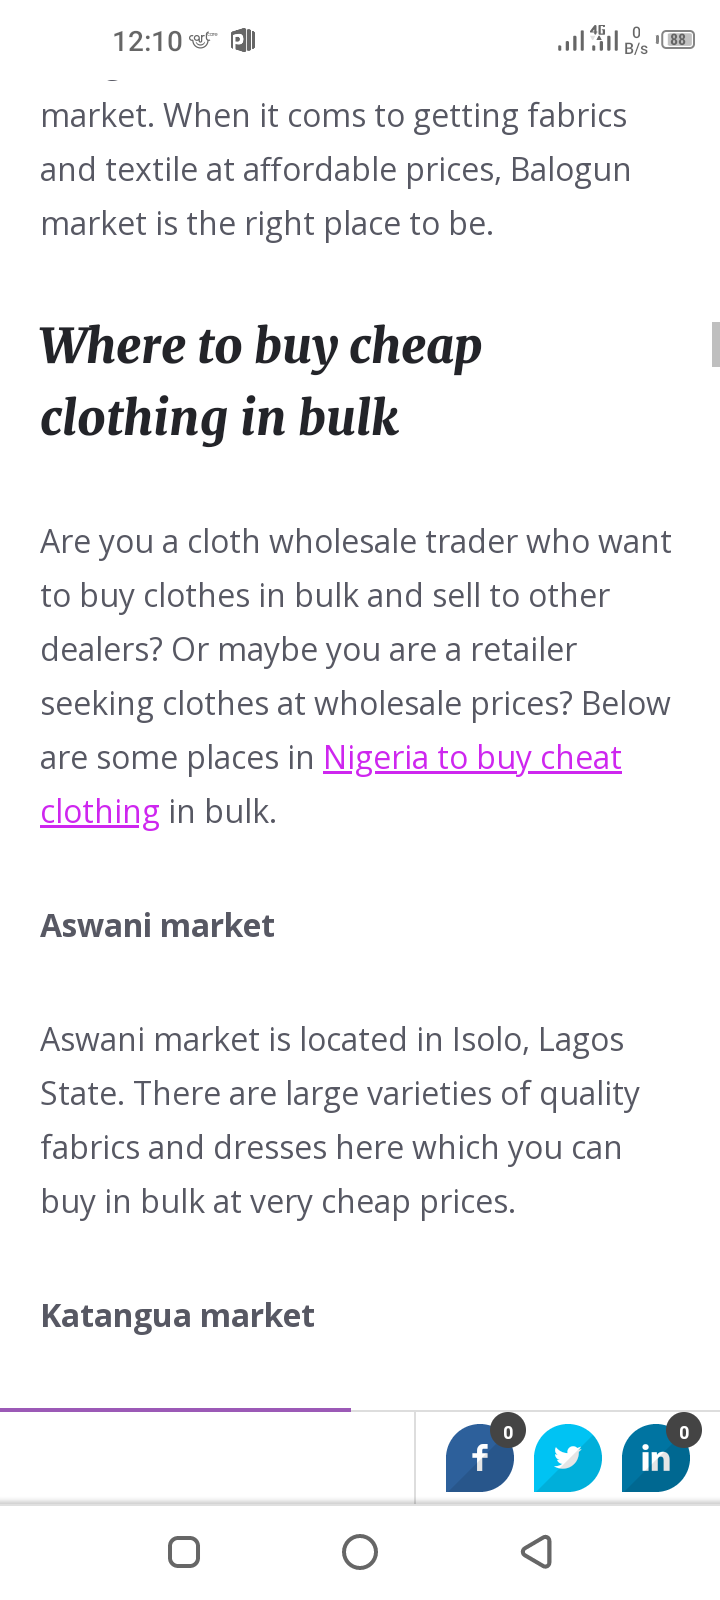 12:10
4G
0
B/s
88
market. When it coms to getting fabrics
and textile at affordable prices, Balogun
market is the right place to be.
Where to buy cheap
clothing in bulk
Are you a cloth wholesale trader who want
to buy clothes in bulk and sell to other
dealers? Or maybe you are a retailer
seeking clothes at wholesale prices? Below
are some places in Nigeria to buy cheat
clothing in bulk.
Aswani market
Aswani market is located in Isolo, Lagos
State. There are large varieties of quality
fabrics and dresses here which you can
buy in bulk at very cheap prices.
Katangua market
0
0
f
in